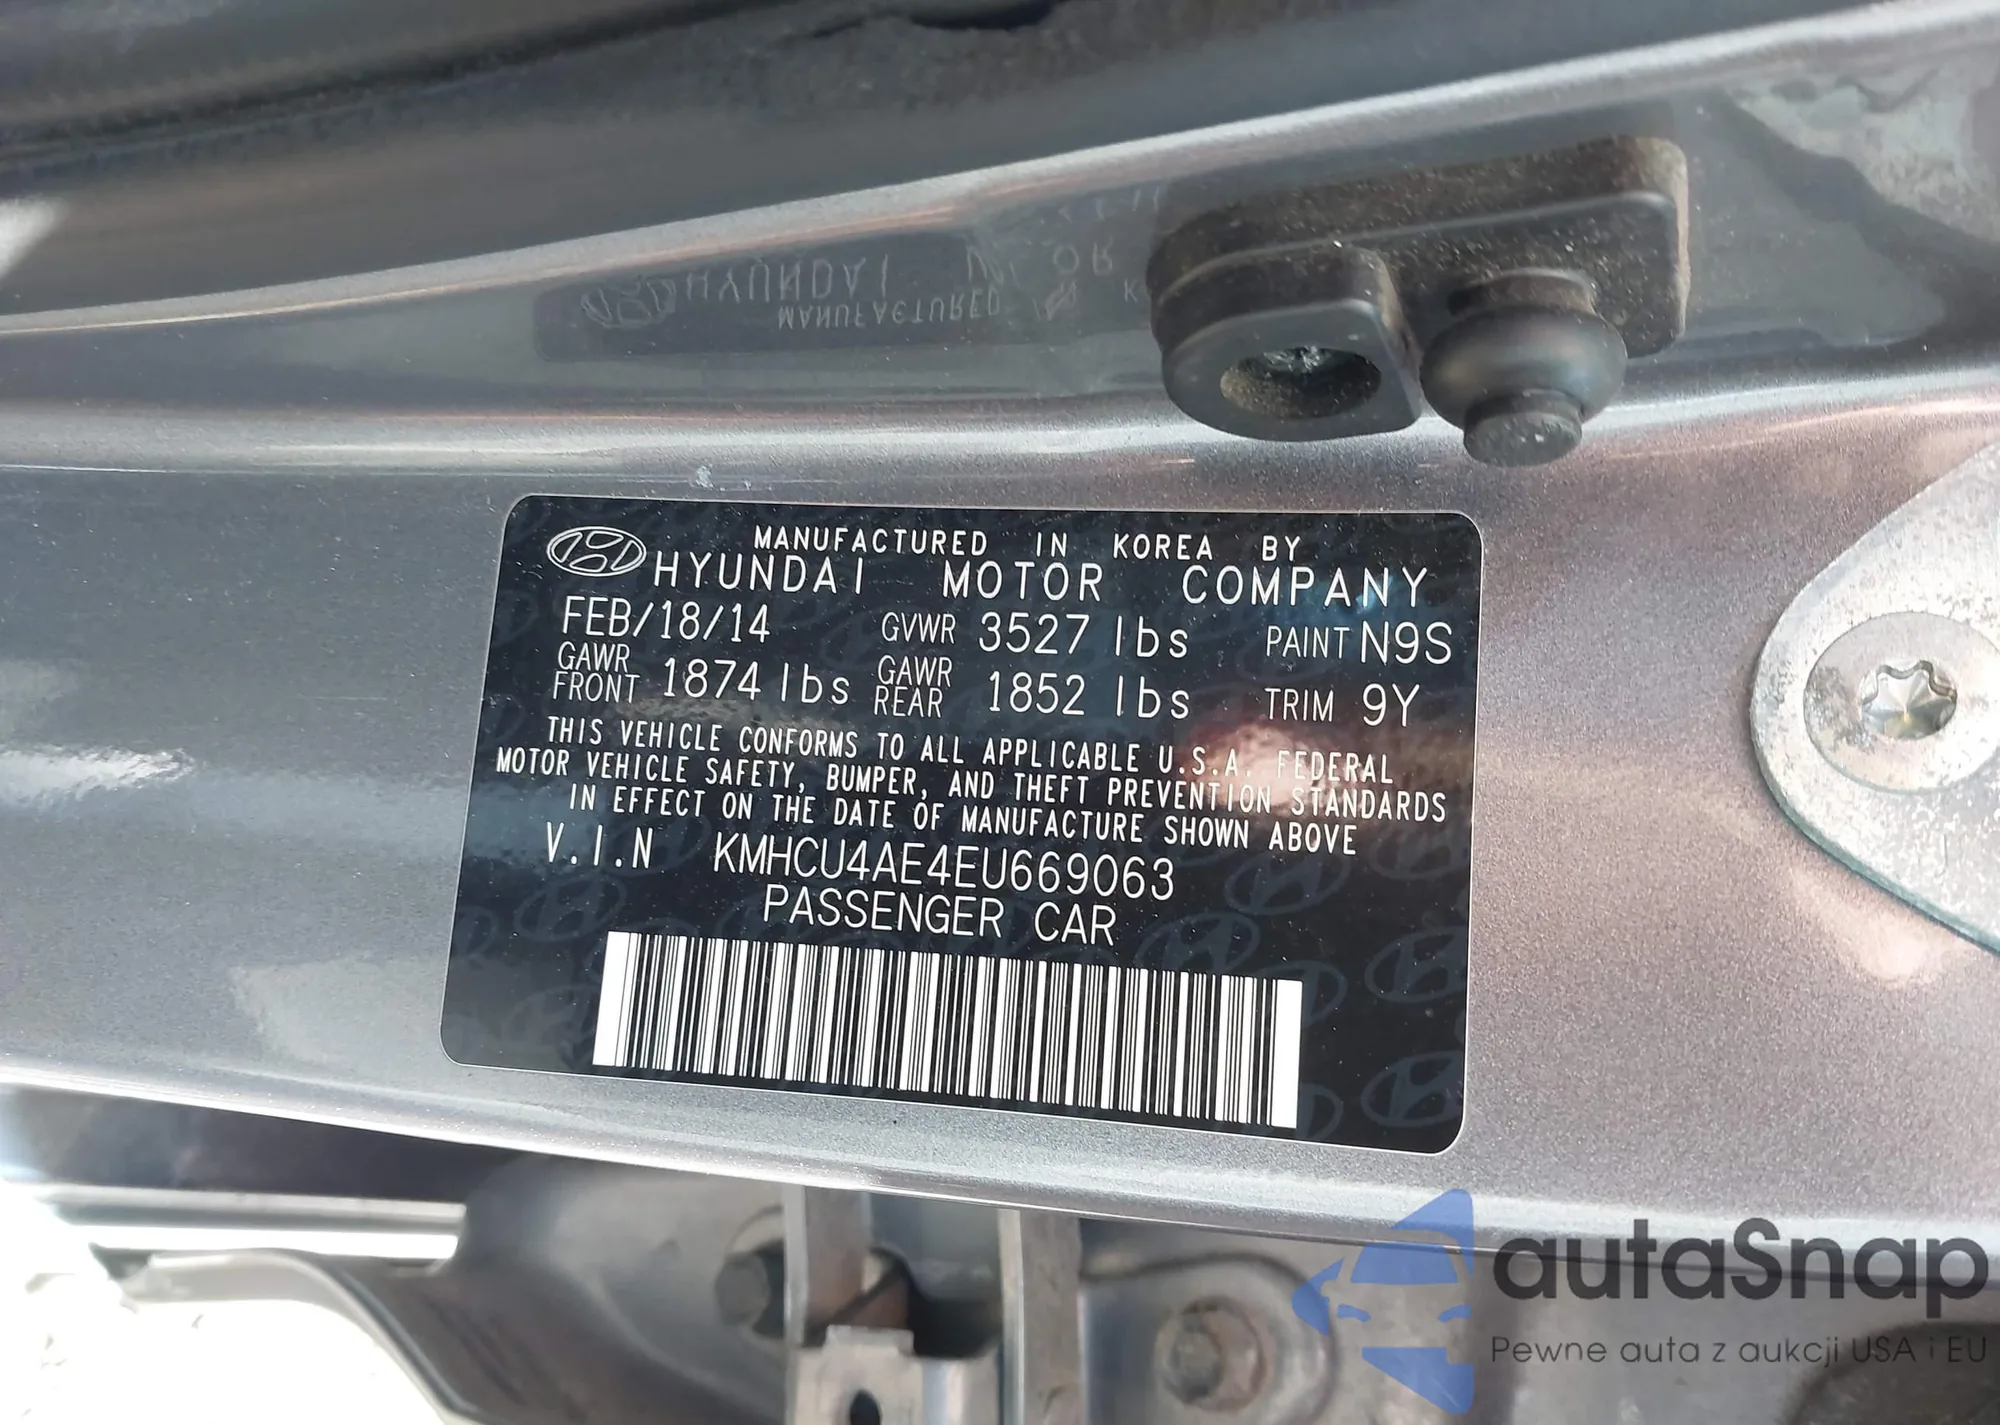 MANUFACTURED IN KOREA BY
HYUNDAI MOTOR COMPANY
FEB/18/14 GVWR 3527 lbs PAINT N9S
GAWR FRONT 1874 lbs GAWR REAR 1852 lbs TRIM 9Y
THIS VEHICLE CONFORMS TO ALL APPLICABLE U.S.A. FEDERAL
MOTOR VEHICLE SAFETY, BUMPER, AND THEFT PREVENTION STANDARDS
IN EFFECT ON THE DATE OF MANUFACTURE SHOWN ABOVE
V.I.N KMHCU4AE4EU669063
PASSENGER CAR
autaSnap
Pewne auta z aukcji USA i EU